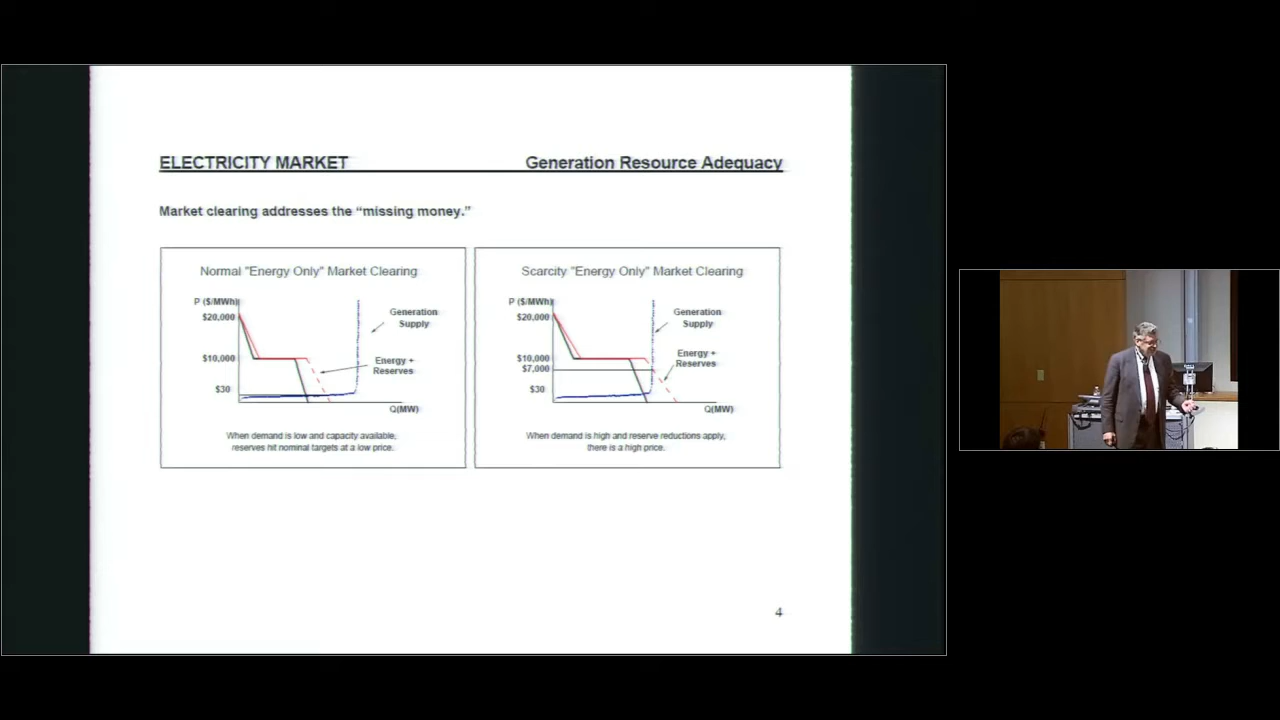 ELECTRICITY MARKET Generation Resource Adequacy
Market clearing addresses the “missing money.”
Normal "Energy Only" Market Clearing
P ($/MWh)
$20,000
Generation
Supply
$10,000
Energy +
Reserves
$30
Q(MW)
When demand is low and capacity available,
reserves hit nominal targets at a low price.
Scarcity "Energy Only" Market Clearing
P ($/MWh)
$20,000
Generation
Supply
$10,000
Energy +
Reserves
$7,000
$30
Q(MW)
When demand is high and reserve reductions apply,
there is a high price.
4